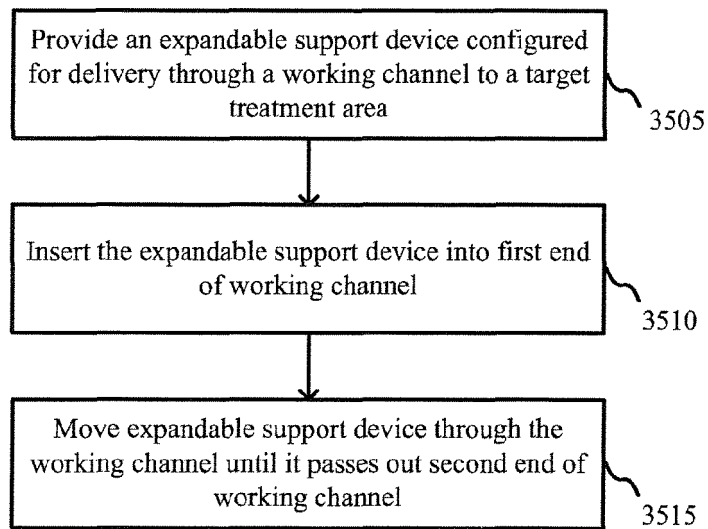 Provide an expandable support device configured
for delivery through a working channel to a target
treatment area
3505
Insert the expandable support device into first end
of working channel
3510
Move expandable support device through the
working channel until it passes out second end of
working channel
3515